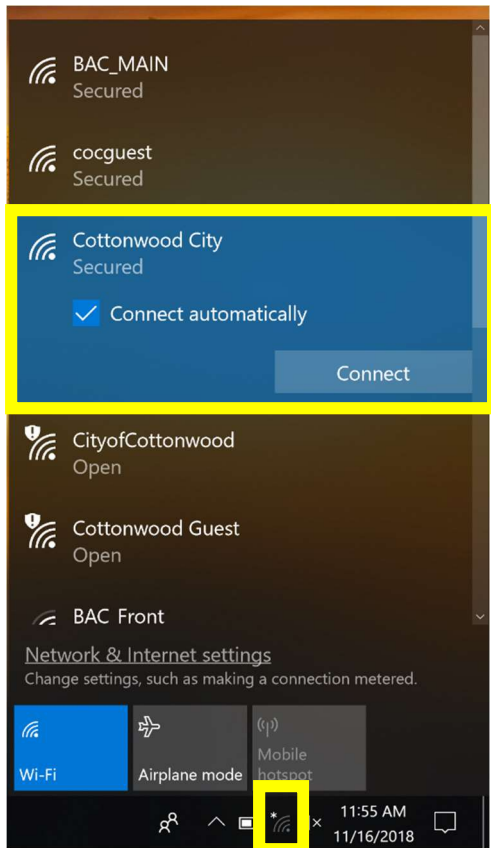 BAC_MAIN
Secured
cocguest
Secured
Cottonwood City
Secured
Connect automatically
Connect
CityofCottonwood
Open
Cottonwood Guest
Open
BAC Front
Network & Internet settings
Change settings, such as making a connection metered.
Wi-Fi
Airplane mode
Mobile
hotspot
11:55 AM
11/16/2018